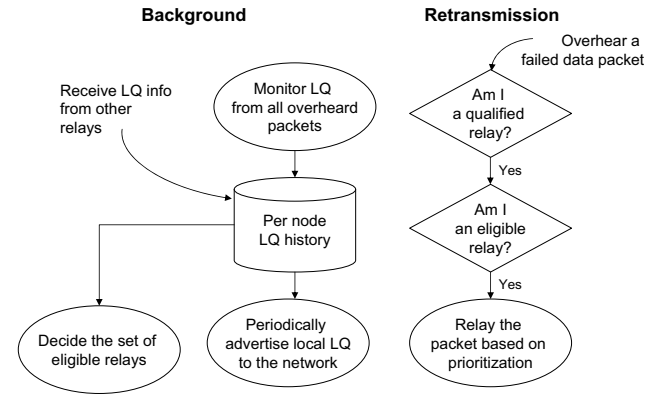 Background
Retransmission
Receive LQ info
from other
relays
Monitor LQ
from all overheard
packets
Per node
LQ history
Decide the set of
eligible relays
Periodically
advertise local LQ
to the network
Overhear a
failed data packet
Am I
a qualified
relay?
Yes
Am I
an eligible
relay?
Yes
Relay the
packet based on
prioritization